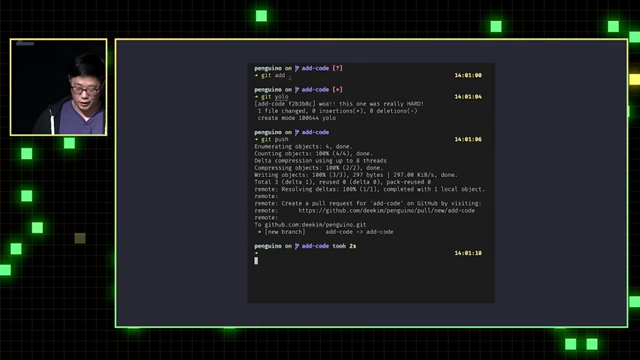 penguino on add-code [?]
→ git add . 14:01:00
penguino on add-code [+]
→ git yolo 14:01:04
[add-code f2b3b8c] woa!! this one was really HARD!
1 file changed, 0 insertions(+), 0 deletions(-)
create mode 100644 yolo
penguino on add-code
→ git push 14:01:06
Enumerating objects: 4, done.
Counting objects: 100% (4/4), done.
Delta compression using up to 8 threads
Compressing objects: 100% (2/2), done.
Writing objects: 100% (3/3), 297 bytes | 297.00 KiB/s, done.
Total 3 (delta 1), reused 0 (delta 0), pack-reused 0
remote: Resolving deltas: 100% (1/1), completed with 1 local object.
remote:
remote: Create a pull request for 'add-code' on GitHub by visiting:
remote: https://github.com/deekim/penguino/pull/new/add-code
remote:
To github.com:deekim/penguino.git
* [new branch] add-code -> add-code
penguino on add-code took 2s
→ 14:01:10